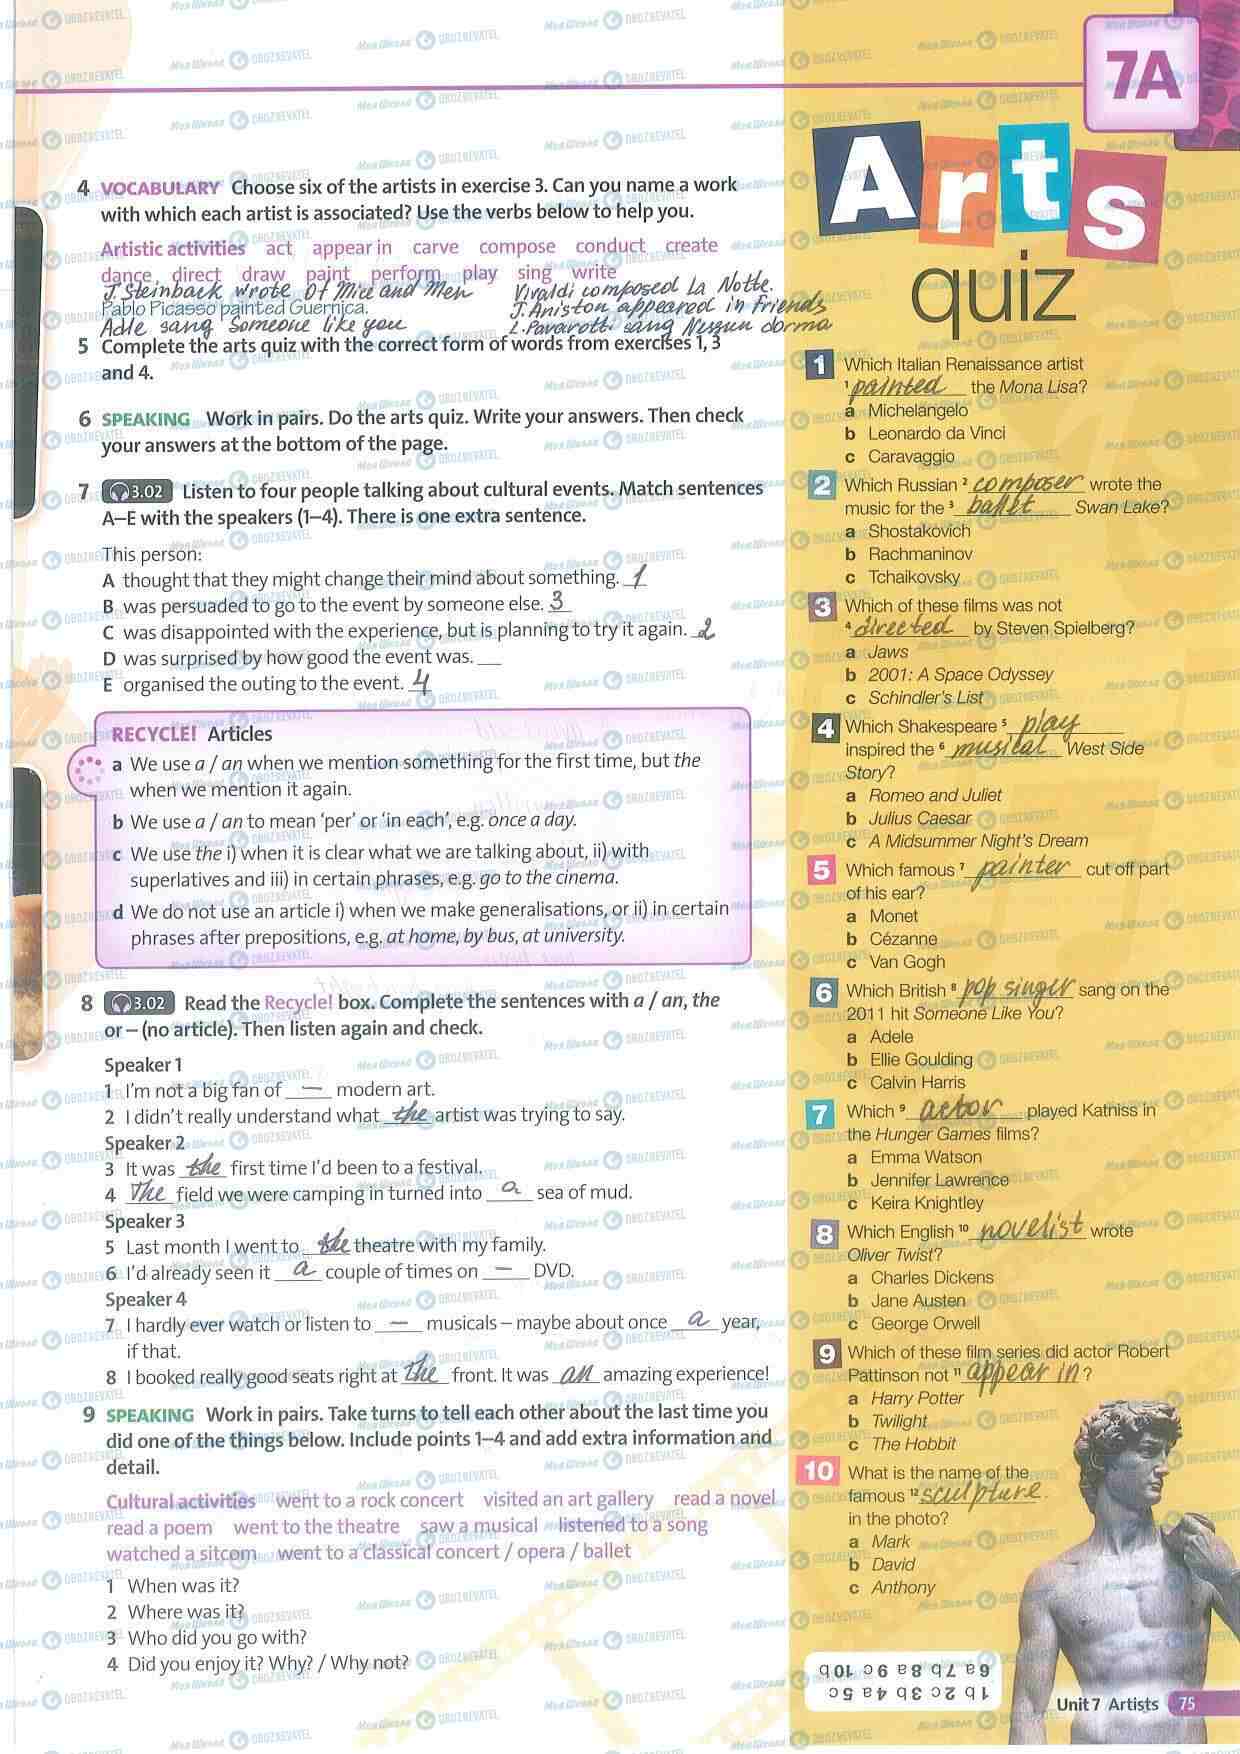 7A
4 VOCABULARY Choose six of the artists in exercise 3. Can you name a work
with which each artist is associated? Use the verbs below to help you.
Artistic activities act appear in carve compose conduct create
dance direct draw paint perform play sing write
J. Steinback wrote Of Mice and Men
Vivaldi composed La Notte.
Pablo Picasso painted Guernica.
J. Aniston appeared in Friends
Adle sang Someone like you
L. Pavarotti sang Nessun dorma
5 Complete the arts quiz with the correct form of words from exercises 1, 3
and 4.
6 SPEAKING Work in pairs. Do the arts quiz. Write your answers. Then check
your answers at the bottom of the page.
7 3.02 Listen to four people talking about cultural events. Match sentences
A–E with the speakers (1–4). There is one extra sentence.
This person:
A thought that they might change their mind about something. 1
B was persuaded to go to the event by someone else. 3
C was disappointed with the experience, but is planning to try it again. 2
D was surprised by how good the event was. ___
E organised the outing to the event. 4
RECYCLE! Articles
a We use a / an when we mention something for the first time, but the
when we mention it again.
b We use a / an to mean ‘per’ or ‘in each’, e.g. once a day.
c We use the i) when it is clear what we are talking about, ii) with
superlatives and iii) in certain phrases, e.g. go to the cinema.
d We do not use an article i) when we make generalisations, or ii) in certain
phrases after prepositions, e.g. at home, by bus, at university.
8 3.02 Read the Recycle! box. Complete the sentences with a / an, the
or – (no article). Then listen again and check.
Speaker 1
1 I’m not a big fan of — modern art.
2 I didn’t really understand what the artist was trying to say.
Speaker 2
3 It was the first time I’d been to a festival.
4 The field we were camping in turned into a sea of mud.
Speaker 3
5 Last month I went to the theatre with my family.
6 I’d already seen it a couple of times on — DVD.
Speaker 4
7 I hardly ever watch or listen to — musicals – maybe about once a year,
if that.
8 I booked really good seats right at the front. It was an amazing experience!
9 SPEAKING Work in pairs. Take turns to tell each other about the last time you
did one of the things below. Include points 1–4 and add extra information and
detail.
Cultural activities went to a rock concert visited an art gallery read a novel
read a poem went to the theatre saw a musical listened to a song
watched a sitcom went to a classical concert / opera / ballet
1 When was it?
2 Where was it?
3 Who did you go with?
4 Did you enjoy it? Why? / Why not?
Arts
quiz
1 Which Italian Renaissance artist
1 painted the Mona Lisa?
a Michelangelo
b Leonardo da Vinci
c Caravaggio
2 Which Russian 2 composer wrote the
music for the 3 ballet Swan Lake?
a Shostakovich
b Rachmaninov
c Tchaikovsky
3 Which of these films was not
4 directed by Steven Spielberg?
a Jaws
b 2001: A Space Odyssey
c Schindler’s List
4 Which Shakespeare 5 play
inspired the 6 musical West Side
Story?
a Romeo and Juliet
b Julius Caesar
c A Midsummer Night’s Dream
5 Which famous 7 painter cut off part
of his ear?
a Monet
b Cézanne
c Van Gogh
6 Which British 8 pop singer sang on the
2011 hit Someone Like You?
a Adele
b Ellie Goulding
c Calvin Harris
7 Which 9 actor played Katniss in
the Hunger Games films?
a Emma Watson
b Jennifer Lawrence
c Keira Knightley
8 Which English 10 novelist wrote
Oliver Twist?
a Charles Dickens
b Jane Austen
c George Orwell
9 Which of these film series did actor Robert
Pattinson not 11 appear in?
a Harry Potter
b Twilight
c The Hobbit
10 What is the name of the
famous 12 sculpture
in the photo?
a Mark
b David
c Anthony
1 b 2 c 3 b 4 a 5 c
6 a 7 b 8 a 9 c 10 b
Unit 7 Artists 75